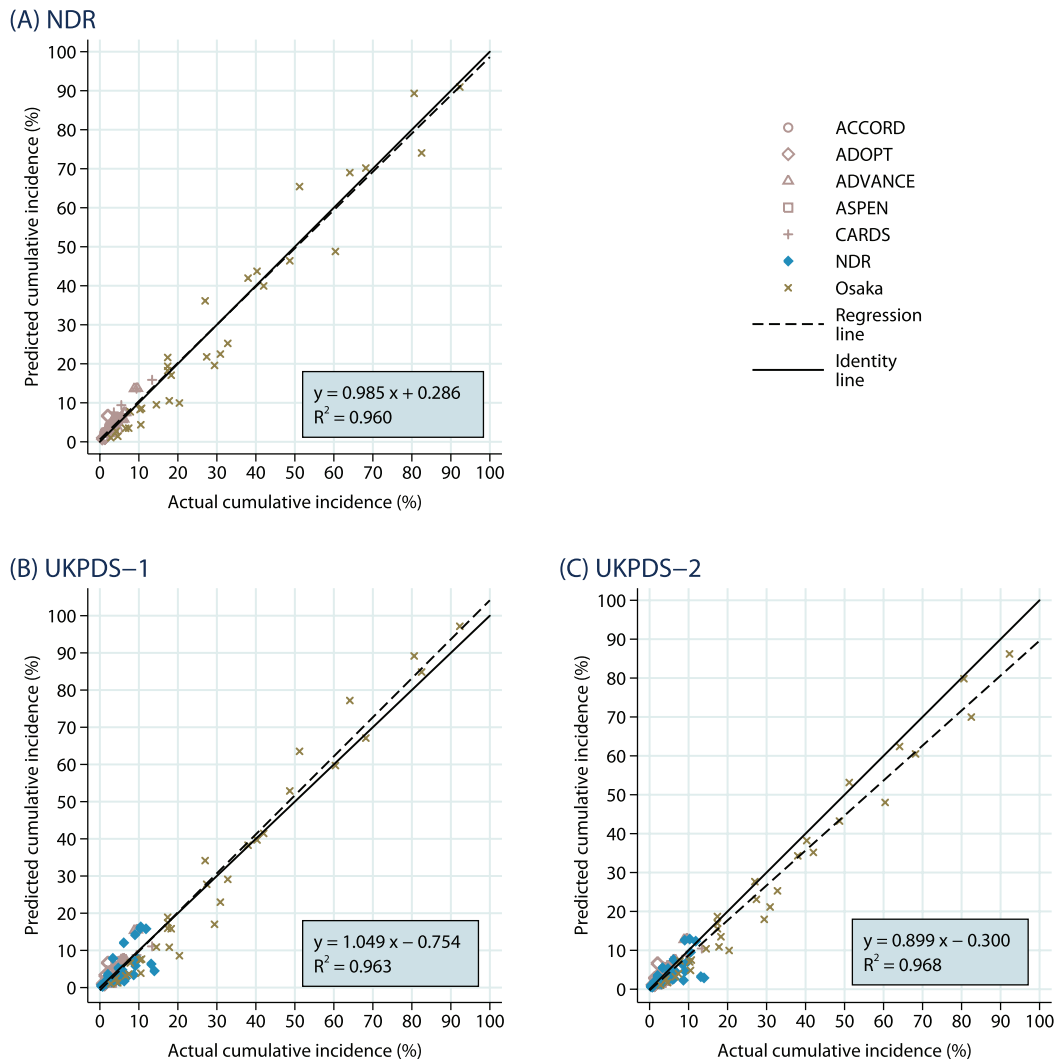 (A) NDR
100
90
80
70
60
50
40
30
20
10
0
Predicted cumulative incidence (%)
0 10 20 30 40 50 60 70 80 90 100
Actual cumulative incidence (%)
y = 0.985 x + 0.286
R² = 0.960
ACCORD
ADOPT
ADVANCE
ASPEN
CARDS
NDR
Osaka
Regression
line
Identity
line
(B) UKPDS−1
100
90
80
70
60
50
40
30
20
10
0
Predicted cumulative incidence (%)
0 10 20 30 40 50 60 70 80 90 100
Actual cumulative incidence (%)
y = 1.049 x − 0.754
R² = 0.963
(C) UKPDS−2
100
90
80
70
60
50
40
30
20
10
0
Predicted cumulative incidence (%)
0 10 20 30 40 50 60 70 80 90 100
Actual cumulative incidence (%)
y = 0.899 x − 0.300
R² = 0.968